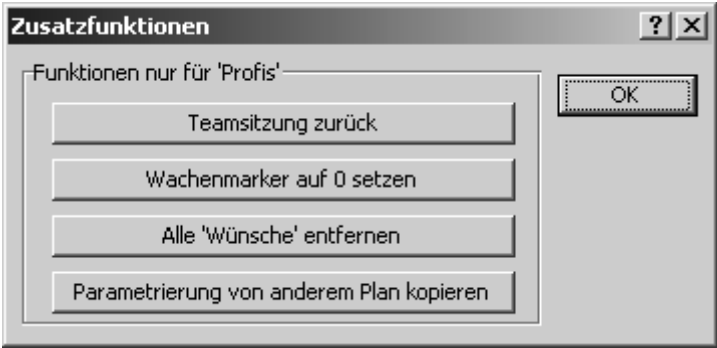 Zusatzfunktionen
Funktionen nur für 'Profis'
OK
Teamsitzung zurück
Wachenmarker auf 0 setzen
Alle 'Wünsche' entfernen
Parametrierung von anderem Plan kopieren